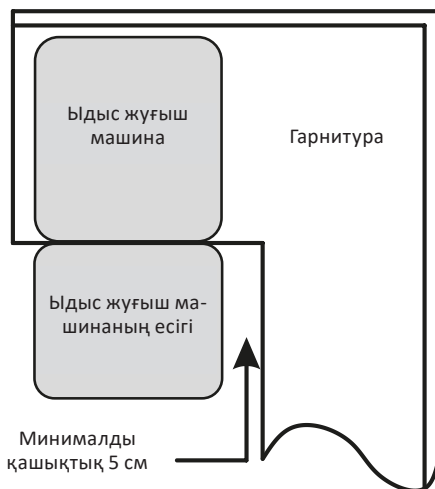 Ыдыс жуғыш
машина
Гарнитура
Ыдыс жуғыш ма-
шинаның есігі
Минималды
қашықтық 5 см